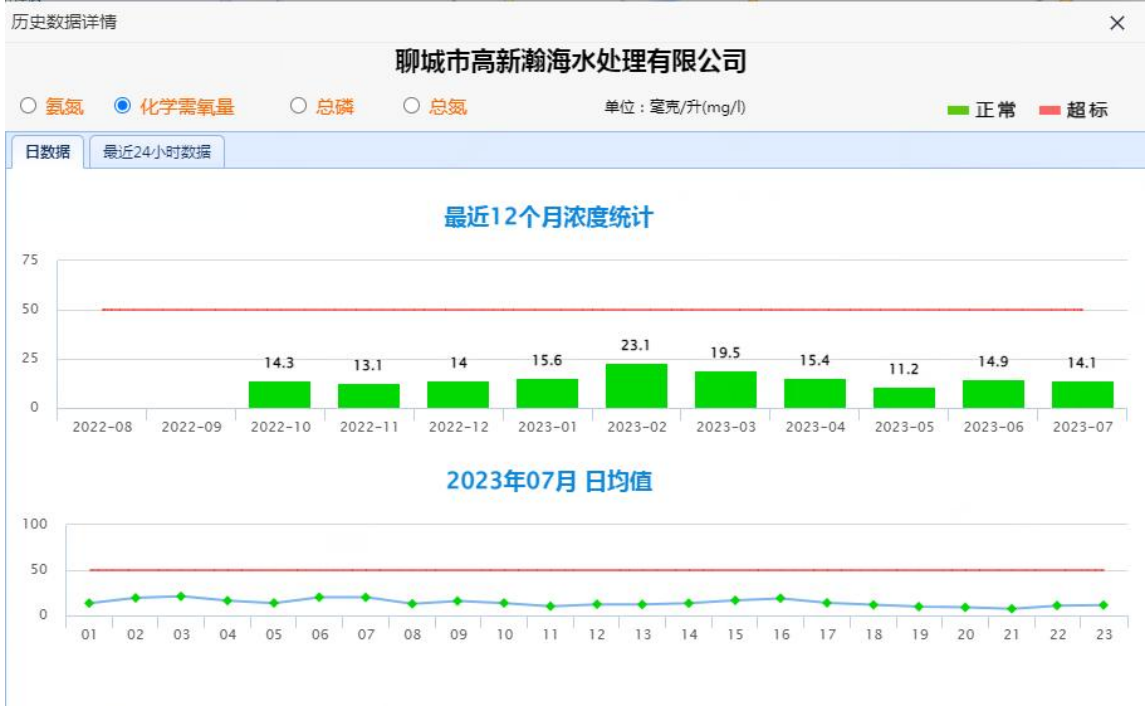 历史数据详情
聊城市高新瀚海水处理有限公司
氨氮 化学需氧量 总磷 总氮 单位：毫克/升(mg/l) 正常 超标
日数据 最近24小时数据
最近12个月浓度统计
75
50
25
0
14.3 13.1 14 15.6 23.1 19.5 15.4 11.2 14.9 14.1
2022-08 2022-09 2022-10 2022-11 2022-12 2023-01 2023-02 2023-03 2023-04 2023-05 2023-06 2023-07
2023年07月 日均值
100
50
0
01 02 03 04 05 06 07 08 09 10 11 12 13 14 15 16 17 18 19 20 21 22 23